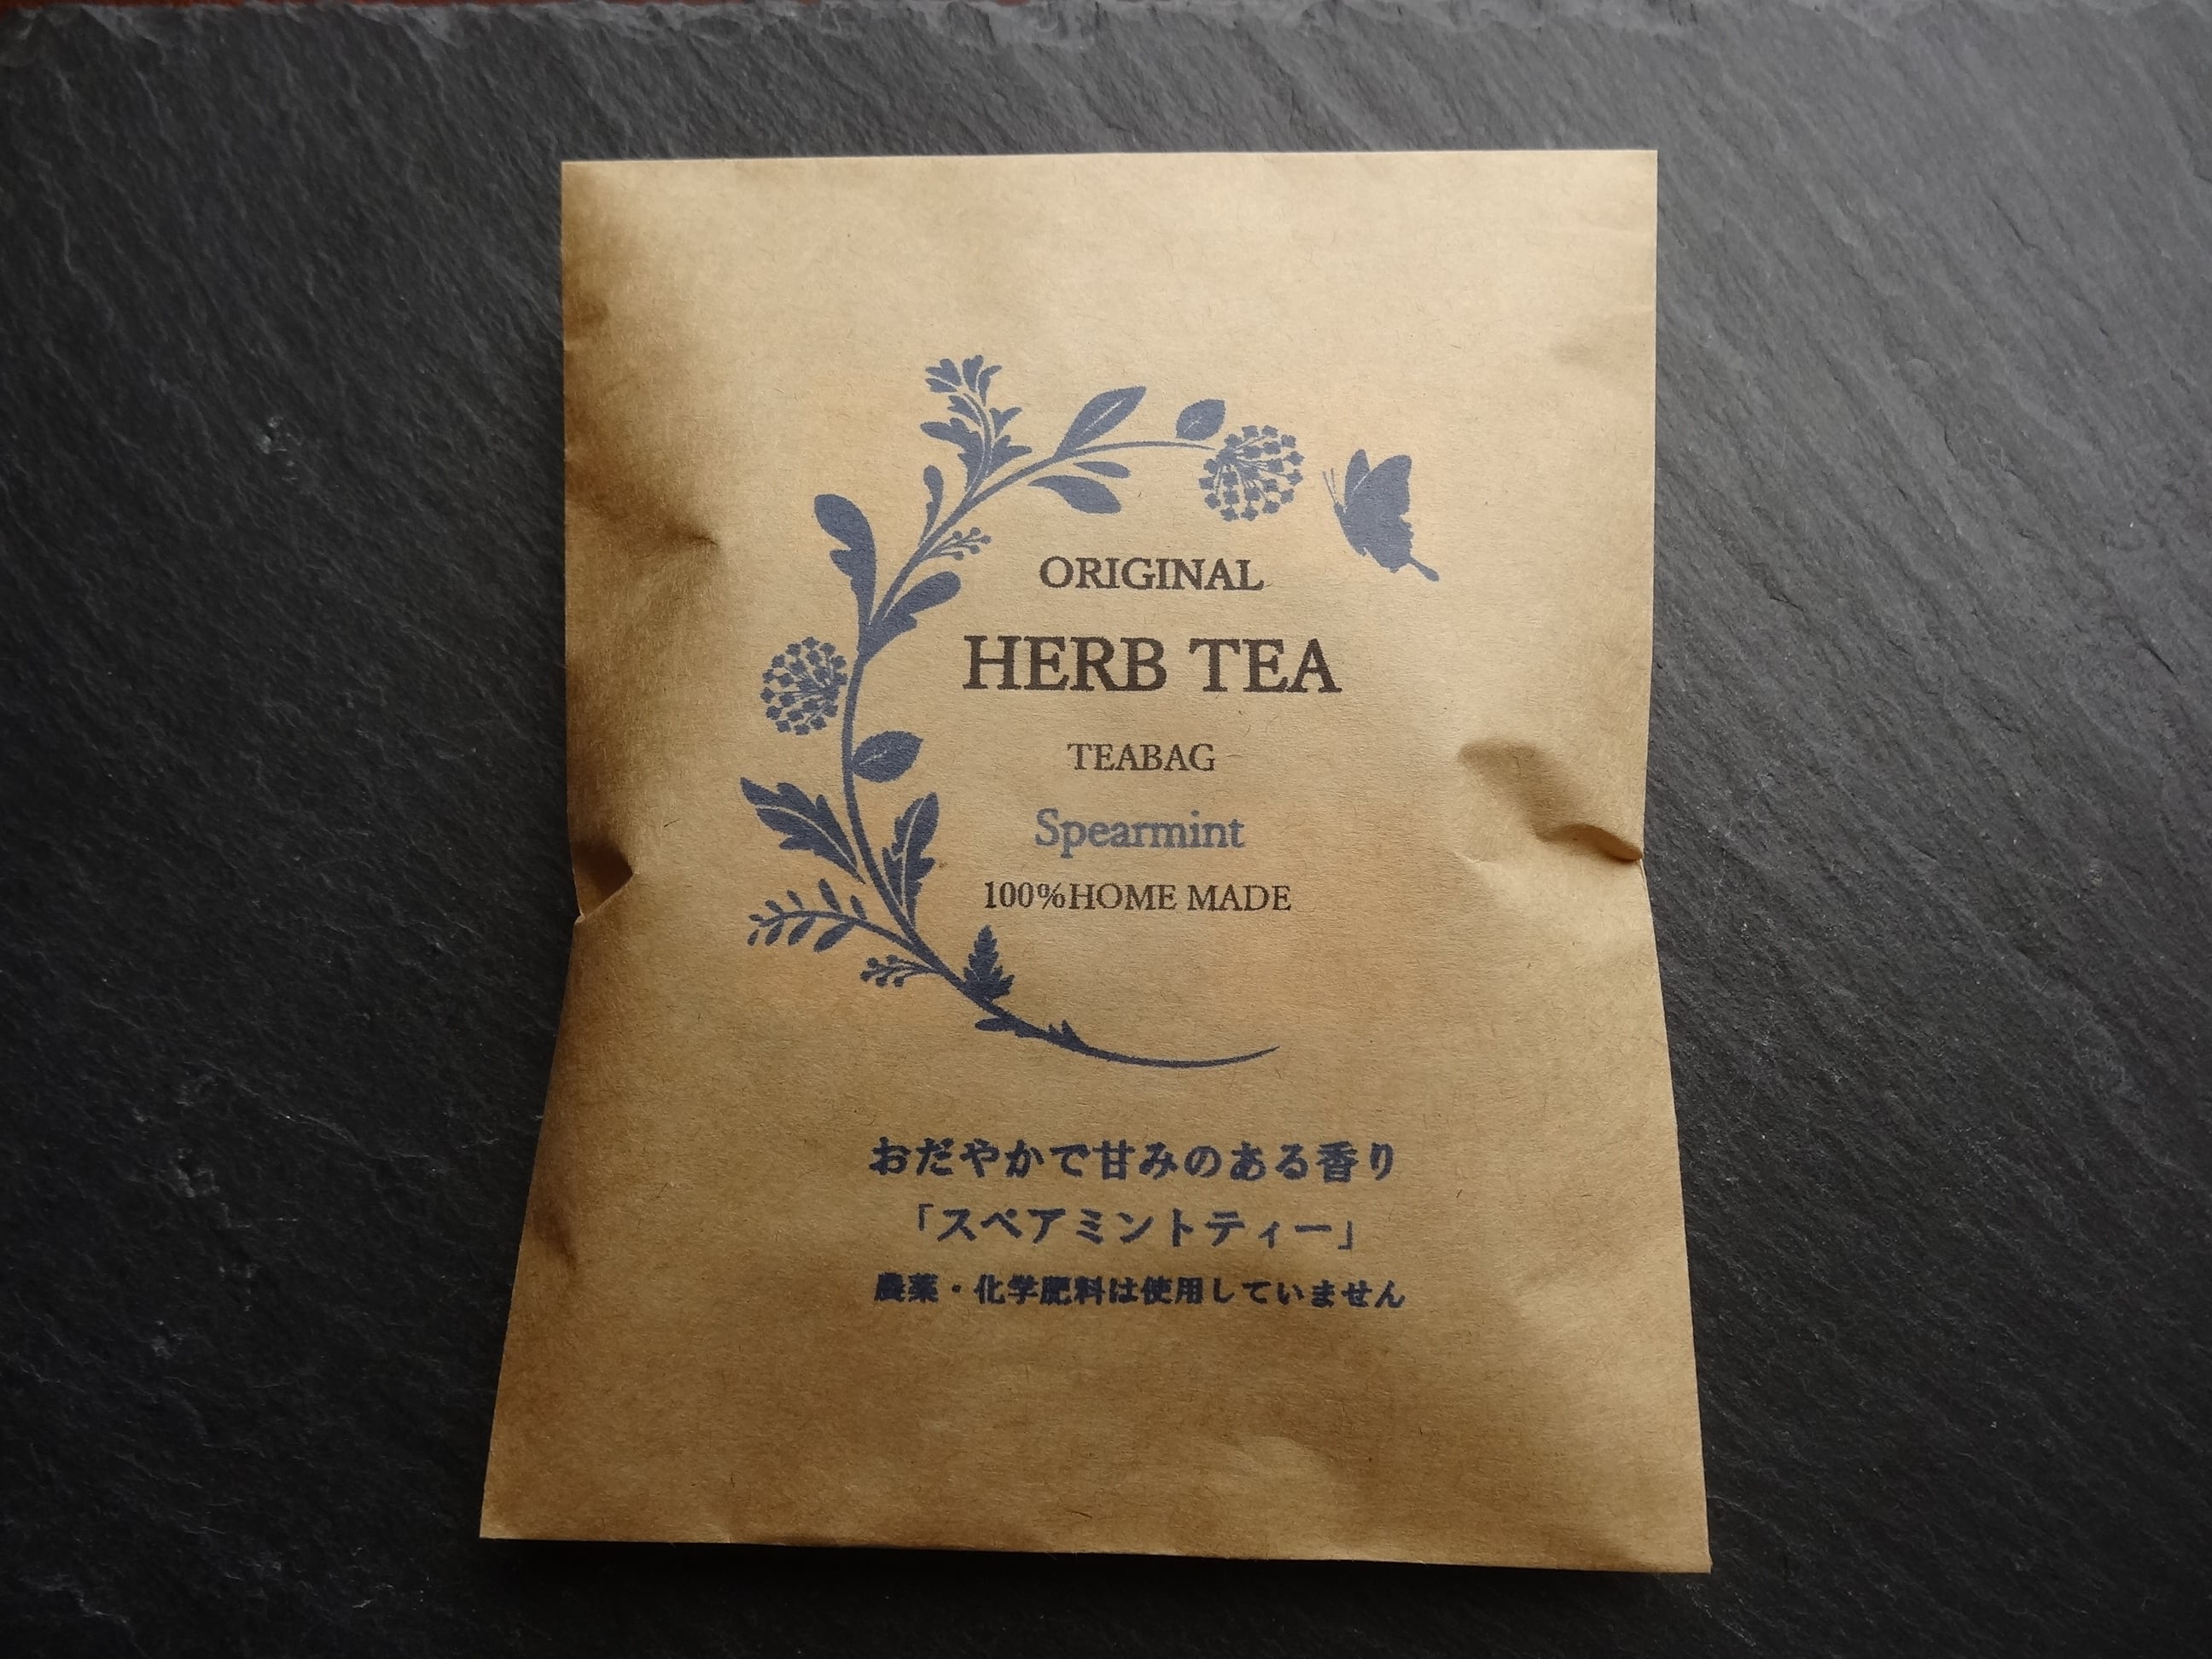 ORIGINAL
HERB TEA
TEABAG
Spearmint
100%HOME MADE
おだやかで甘みのある香り
「スペアミントティー」
農薬・化学肥料は使用していません